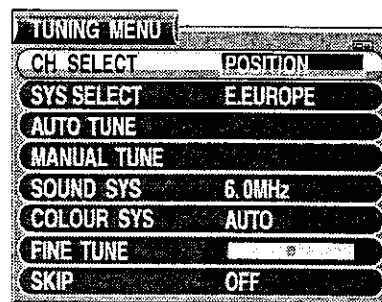 TUNING MENU
CH SELECT POSITION
SYS SELECT E.EUROPE
AUTO TUNE
MANUAL TUNE
SOUND SYS 6.0MHz
COLOUR SYS AUTO
FINE TUNE
SKIP OFF